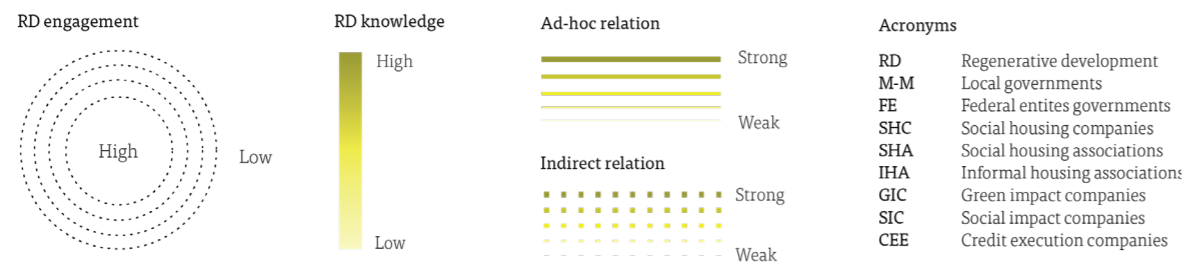 RD engagement
High
Low
RD knowledge
High
Low
Ad-hoc relation
Strong
Weak
Indirect relation
Strong
Weak
Acronyms
RD Regenerative development
M-M Local governments
FE Federal entites governments
SHC Social housing companies
SHA Social housing associations
IHA Informal housing associations
GIC Green impact companies
SIC Social impact companies
CEE Credit execution companies